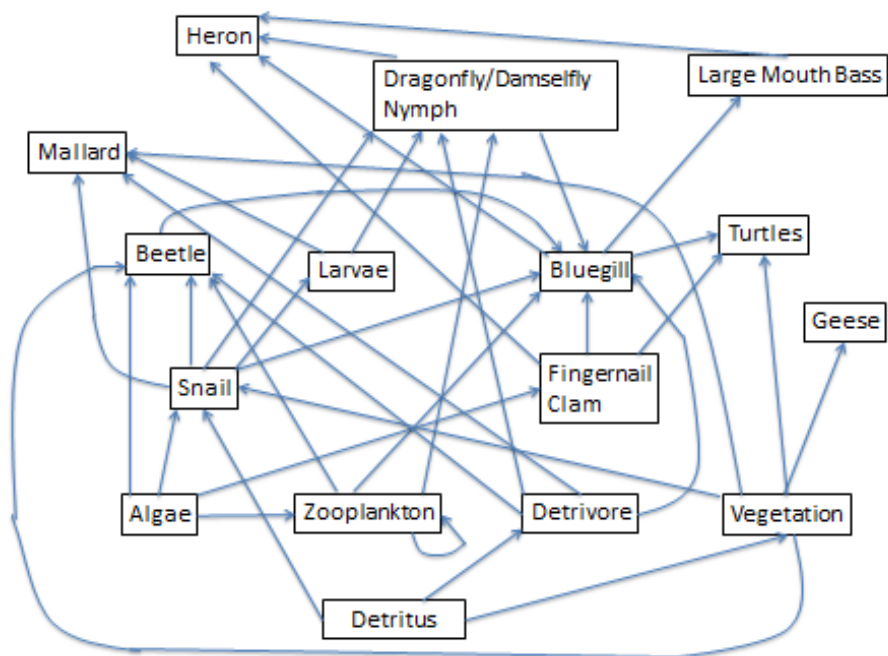 Heron
Dragonfly/Damselfly
Nymph
Large Mouth Bass
Mallard
Beetle
Larvae
Bluegill
Turtles
Geese
Snail
Fingernail
Clam
Algae
Zooplankton
Detrivore
Vegetation
Detritus